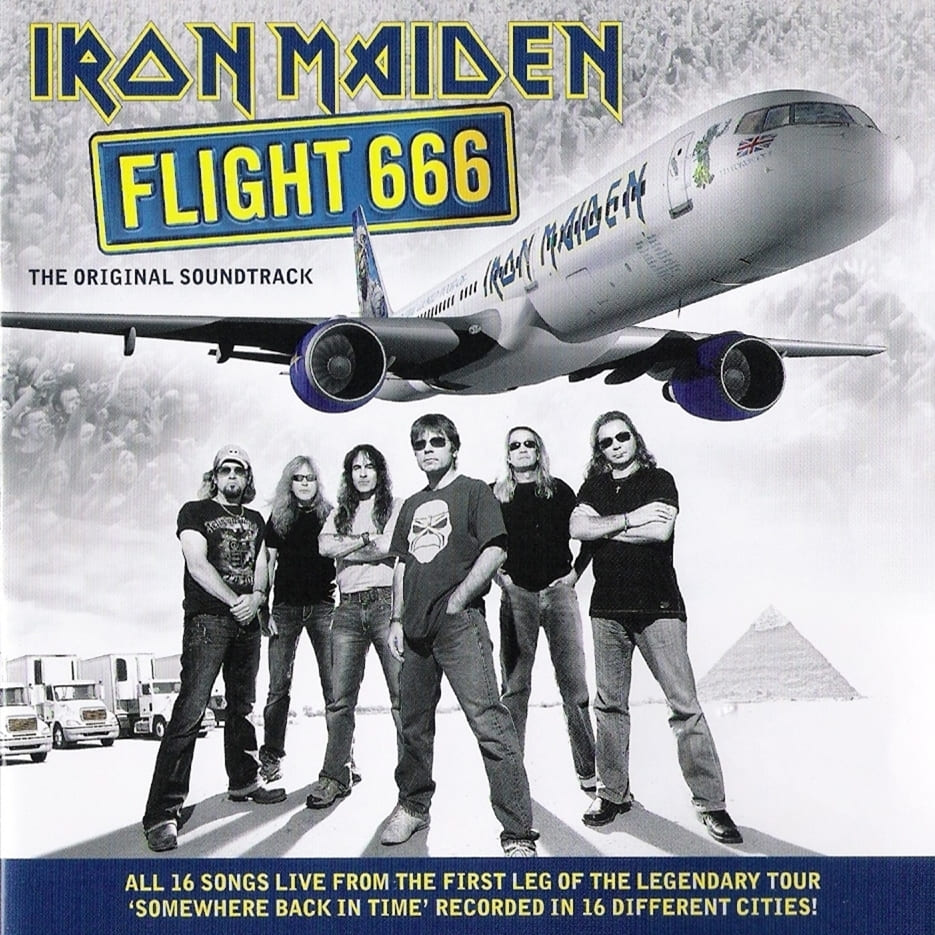 IRON MAIDEN
FLIGHT 666
THE ORIGINAL SOUNDTRACK
IRON MAIDEN
ALL 16 SONGS LIVE FROM THE FIRST LEG OF THE LEGENDARY TOUR
‘SOMEWHERE BACK IN TIME’ RECORDED IN 16 DIFFERENT CITIES!